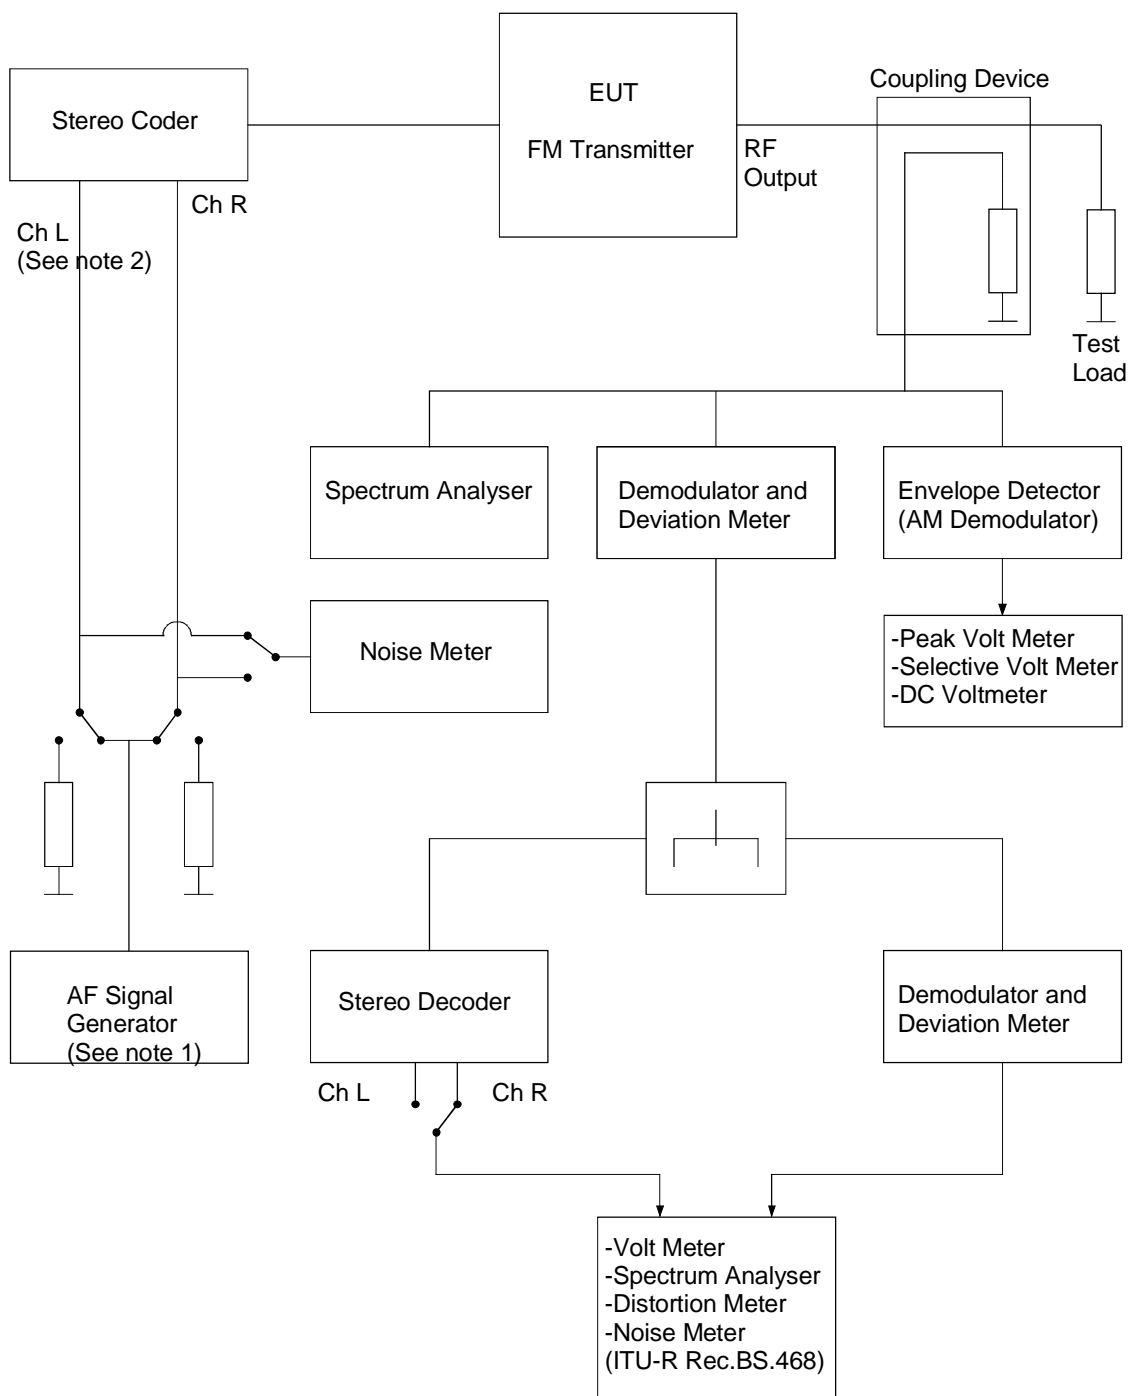 EUT
FM Transmitter
Coupling Device
Stereo Coder
RF
Output
Ch R
Ch L
(See note 2)
Test
Load
Spectrum Analyser
Demodulator and
Deviation Meter
Envelope Detector
(AM Demodulator)
Noise Meter
-Peak Volt Meter
-Selective Volt Meter
-DC Voltmeter
AF Signal
Generator
(See note 1)
Stereo Decoder
Demodulator and
Deviation Meter
Ch L
Ch R
-Volt Meter
-Spectrum Analyser
-Distortion Meter
-Noise Meter
(ITU-R Rec.BS.468)